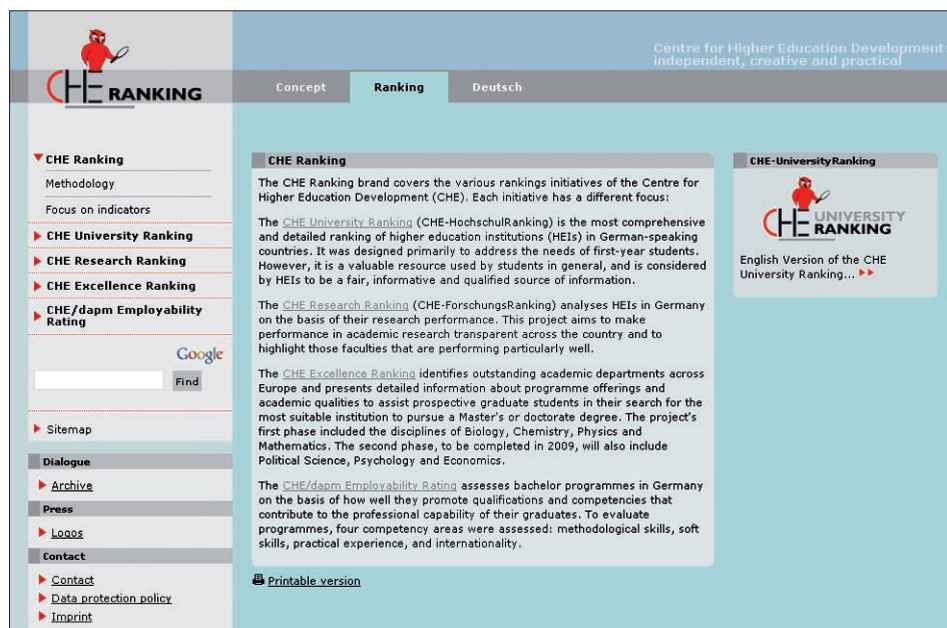 Centre for Higher Education Development
independent, creative and practical
CHE RANKING
Concept
Ranking
Deutsch
CHE Ranking
Methodology
Focus on indicators
CHE University Ranking
CHE Research Ranking
CHE Excellence Ranking
CHE/dapm Employability
Rating
Google
Find
Sitemap
Dialogue
Archive
Press
Logos
Contact
Contact
Data protection policy
Imprint
CHE Ranking
The CHE Ranking brand covers the various rankings initiatives of the Centre for
Higher Education Development (CHE). Each initiative has a different focus:
The CHE University Ranking (CHE-HochschulRanking) is the most comprehensive
and detailed ranking of higher education institutions (HEIs) in German-speaking
countries. It was designed primarily to address the needs of first-year students.
However, it is a valuable resource used by students in general, and is considered
by HEIs to be a fair, informative and qualified source of information.
The CHE Research Ranking (CHE-ForschungsRanking) analyses HEIs in Germany
on the basis of their research performance. This project aims to make
performance in academic research transparent across the country and to
highlight those faculties that are performing particularly well.
The CHE Excellence Ranking identifies outstanding academic departments across
Europe and presents detailed information about programme offerings and
academic qualities to assist prospective graduate students in their search for the
most suitable institution to pursue a Master's or doctorate degree. The project's
first phase included the disciplines of Biology, Chemistry, Physics and
Mathematics. The second phase, to be completed in 2009, will also include
Political Science, Psychology and Economics.
The CHE/dapm Employability Rating assesses bachelor programmes in Germany
on the basis of how well they promote qualifications and competencies that
contribute to the professional capability of their graduates. To evaluate
programmes, four competency areas were assessed: methodological skills, soft
skills, practical experience, and internationality.
Printable version
CHE-UniversityRanking
CHE UNIVERSITY
RANKING
English Version of the CHE
University Ranking...